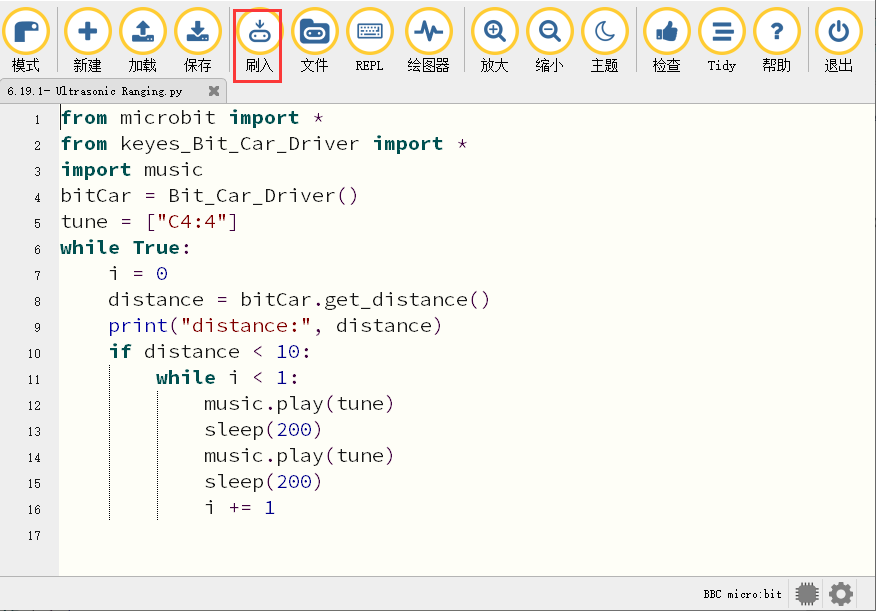 模式 新建 加载 保存 刷入 文件 REPL 绘图器 放大 缩小 主题 检查 Tidy 帮助 退出
6.19.1- Ultrasonic Ranging.py
1 from microbit import *
2 from keyes_Bit_Car_Driver import *
3 import music
4 bitCar = Bit_Car_Driver()
5 tune = ["C4:4"]
6 while True:
7     i = 0
8     distance = bitCar.get_distance()
9     print("distance:", distance)
10     if distance < 10:
11         while i < 1:
12             music.play(tune)
13             sleep(200)
14             music.play(tune)
15             sleep(200)
16             i += 1
17
BBC micro:bit